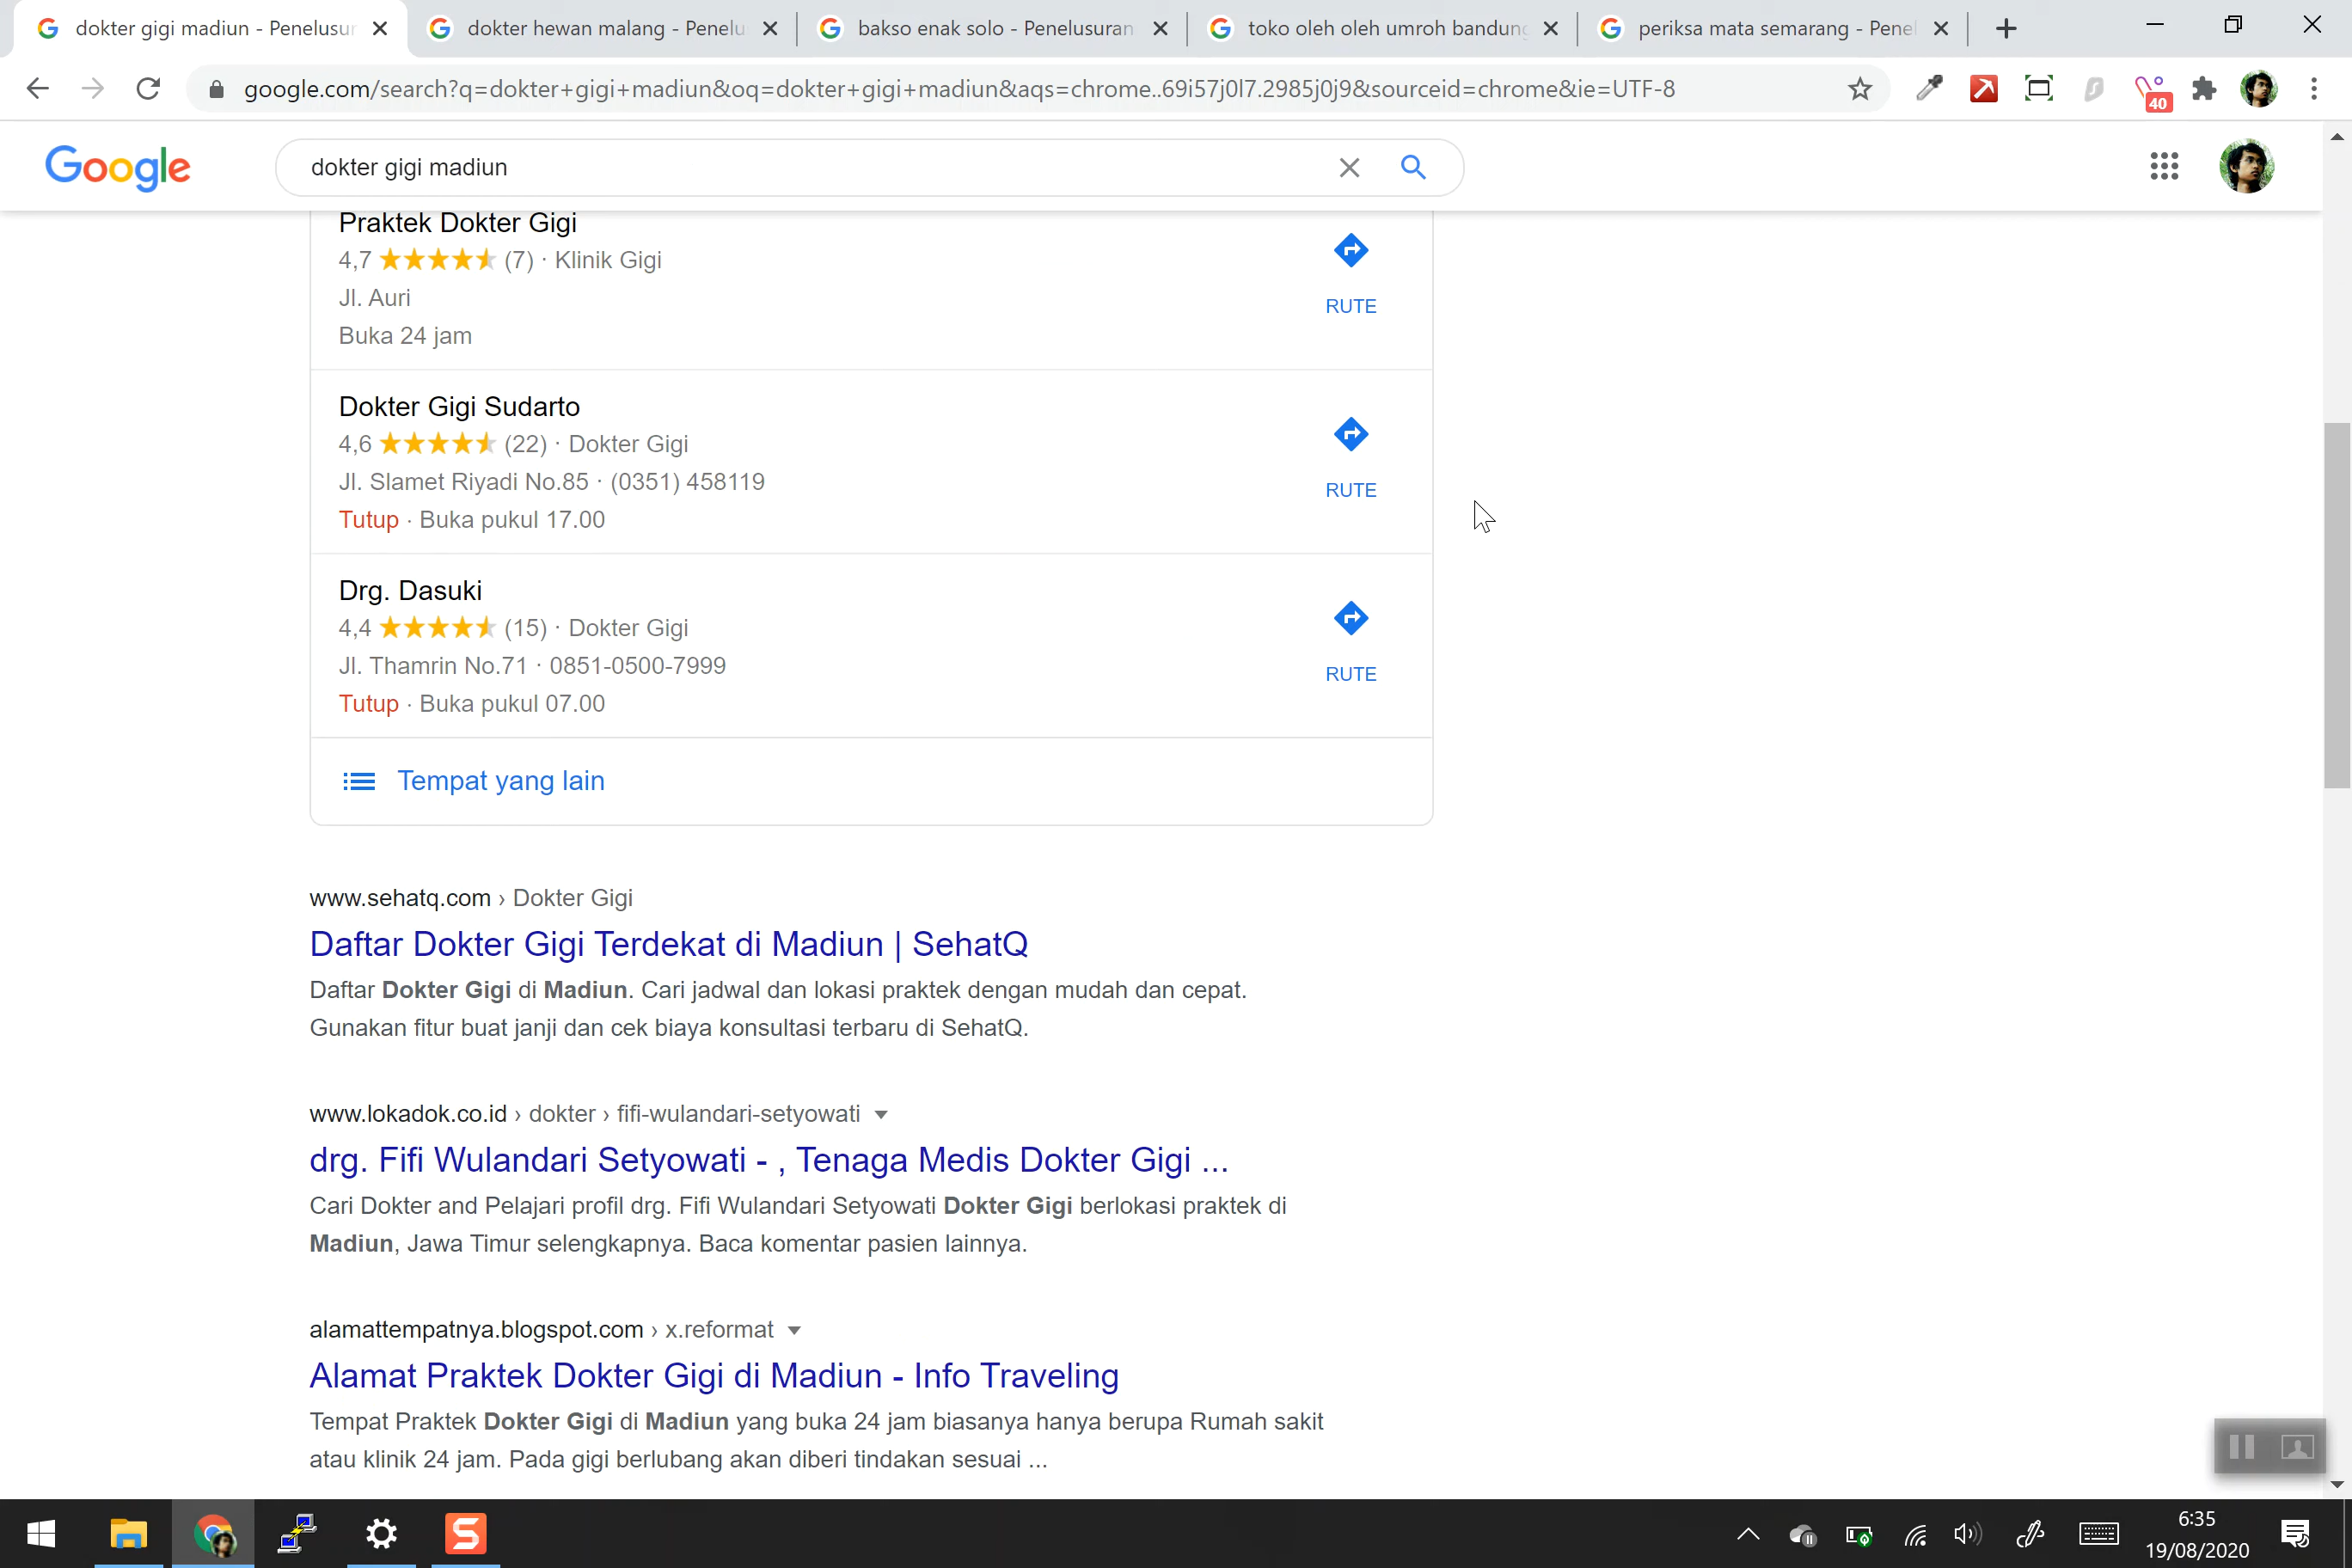 dokter gigi madiun - Penelusur
dokter hewan malang - Penelu
bakso enak solo - Penelusuran
toko oleh oleh umroh bandung
periksa mata semarang - Penel
google.com/search?q=dokter+gigi+madiun&oq=dokter+gigi+madiun&aqs=chrome..69i57j0l7.2985j0j9&sourceid=chrome&ie=UTF-8
40
Google
dokter gigi madiun
Praktek Dokter Gigi
4,7 (7) · Klinik Gigi
Jl. Auri
Buka 24 jam
RUTE
Dokter Gigi Sudarto
4,6 (22) · Dokter Gigi
Jl. Slamet Riyadi No.85 · (0351) 458119
Tutup · Buka pukul 17.00
RUTE
Drg. Dasuki
4,4 (15) · Dokter Gigi
Jl. Thamrin No.71 · 0851-0500-7999
Tutup · Buka pukul 07.00
RUTE
Tempat yang lain
www.sehatq.com › Dokter Gigi
Daftar Dokter Gigi Terdekat di Madiun | SehatQ
Daftar Dokter Gigi di Madiun. Cari jadwal dan lokasi praktek dengan mudah dan cepat.
Gunakan fitur buat janji dan cek biaya konsultasi terbaru di SehatQ.
www.lokadok.co.id › dokter › fifi-wulandari-setyowati
drg. Fifi Wulandari Setyowati - , Tenaga Medis Dokter Gigi ...
Cari Dokter and Pelajari profil drg. Fifi Wulandari Setyowati Dokter Gigi berlokasi praktek di
Madiun, Jawa Timur selengkapnya. Baca komentar pasien lainnya.
alamattempatnya.blogspot.com › x.reformat
Alamat Praktek Dokter Gigi di Madiun - Info Traveling
Tempat Praktek Dokter Gigi di Madiun yang buka 24 jam biasanya hanya berupa Rumah sakit
atau klinik 24 jam. Pada gigi berlubang akan diberi tindakan sesuai ...
6:35
19/08/2020